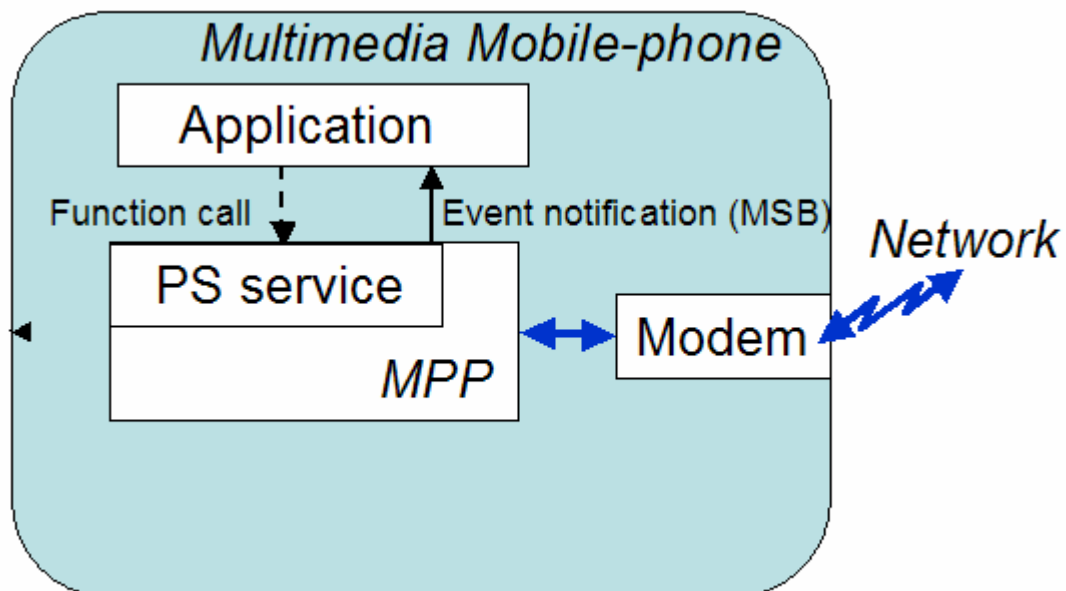 Multimedia Mobile-phone
Application
Function call
Event notification (MSB)
Network
PS service
Modem
MPP